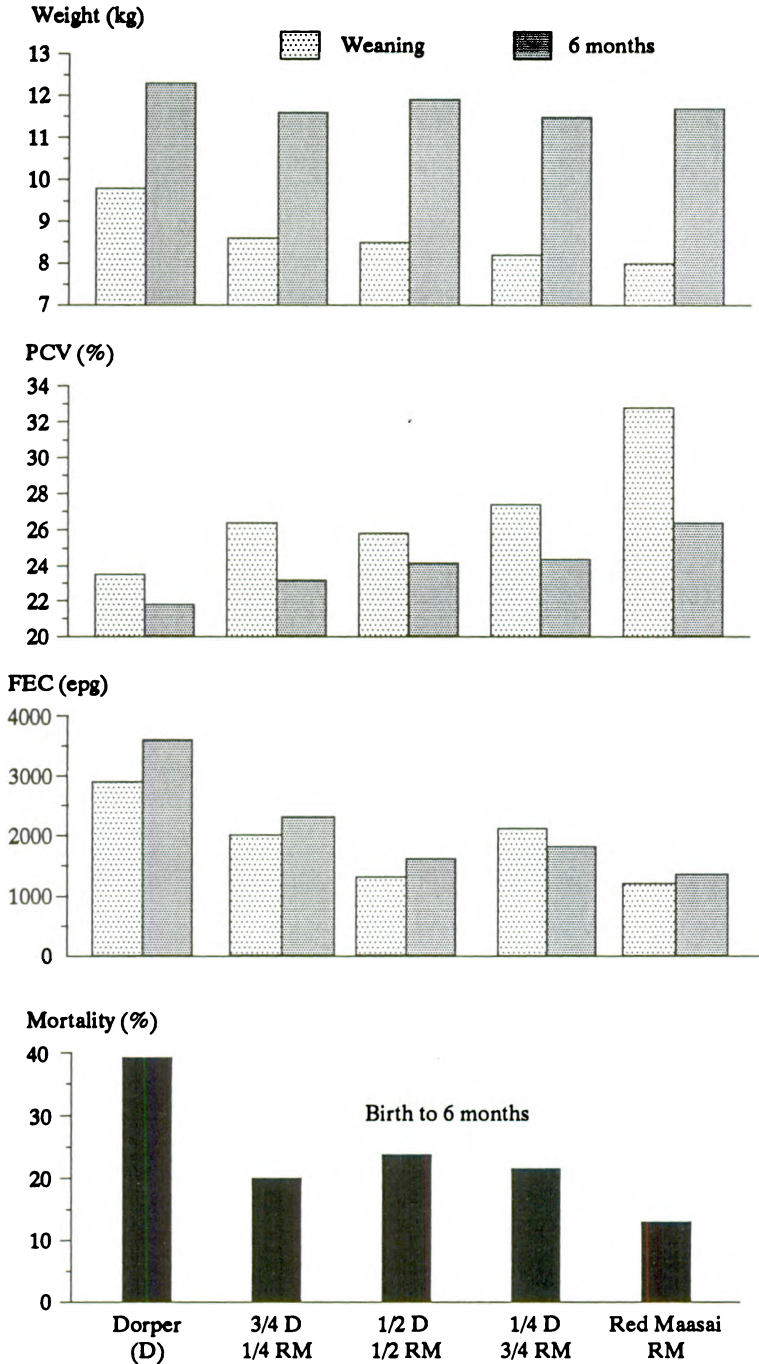 Weight (kg)
Weaning
6 months
13
12
11
10
9
8
7
PCV (%)
34
32
30
28
26
24
22
20
FEC (epg)
4000
3000
2000
1000
0
Mortality (%)
40
Birth to 6 months
30
20
10
0
Dorper 3/4 D 1/2 D 1/4 D Red Maasai
(D) 1/4 RM 1/2 RM 3/4 RM RM